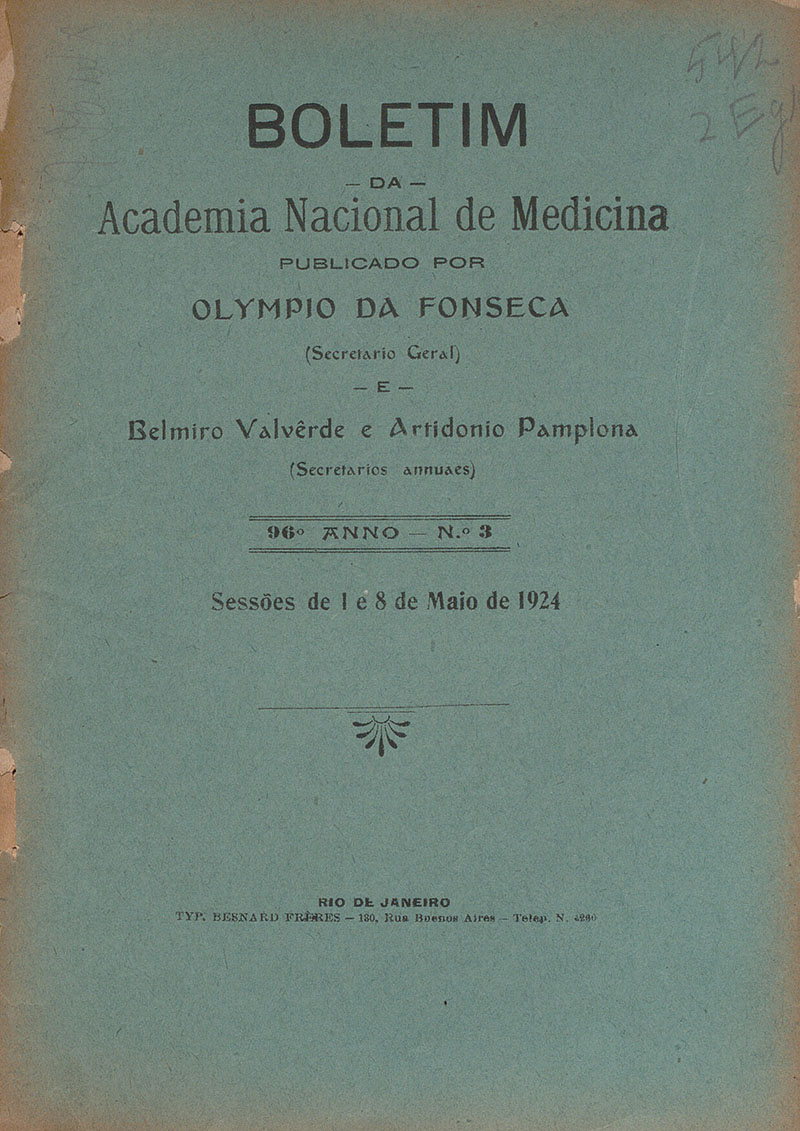 BOLETIM
— DA —
Academia Nacional de Medicina
PUBLICADO POR
OLYMPIO DA FONSECA
(Secretario Geral)
— E —
Belmiro Valvêrde e Artidonio Pamplona
(Secretarios annuaes)
96º ANNO — N.º 3
Sessões de 1 e 8 de Maio de 1924
RIO DE JANEIRO
TYP. BESNARD FRÈRES — 130, Rua Buenos Aires — Telep. N.